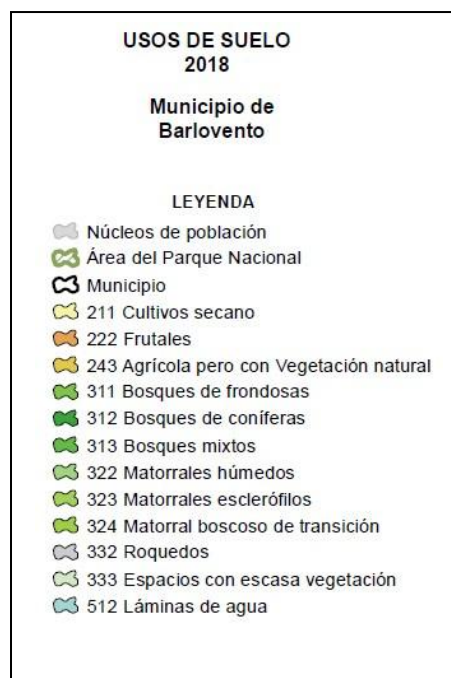 USOS DE SUELO
2018
Municipio de
Barlovento
LEYENDA
Núcleos de población
Área del Parque Nacional
Municipio
211 Cultivos secano
222 Frutales
243 Agrícola pero con Vegetación natural
311 Bosques de frondosas
312 Bosques de coníferas
313 Bosques mixtos
322 Matorrales húmedos
323 Matorrales esclerófilos
324 Matorral boscoso de transición
332 Roquedos
333 Espacios con escasa vegetación
512 Láminas de agua